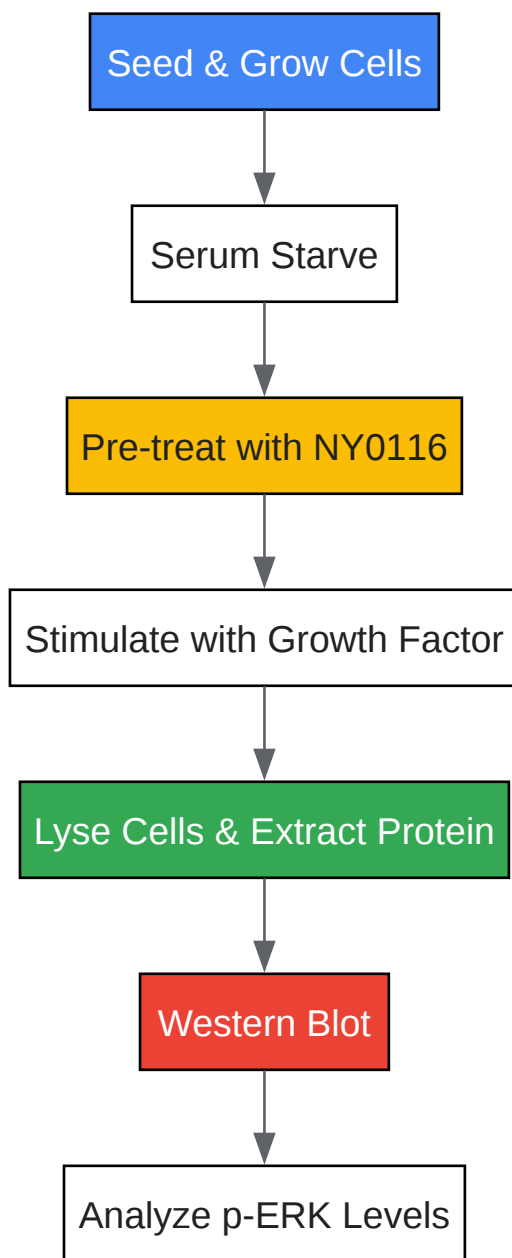 Seed & Grow Cells
Serum Starve
Pre-treat with NY0116
Stimulate with Growth Factor
Lyse Cells & Extract Protein
Western Blot
Analyze p-ERK Levels